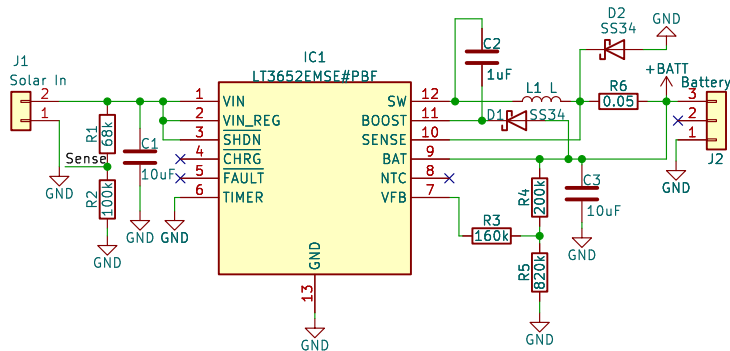 J1
Solar In
2
1
GND
R1
68k
Sense
R2
100k
GND
C1
10uF
GND
GND
IC1
LT3652EMSE#PBF
1 VIN
2 VIN_REG
3 SHDN
4 CHRG
5 FAULT
6 TIMER
SW 12
BOOST 11
SENSE 10
BAT 9
NTC 8
VFB 7
GND
13
GND
C2
1uF
D1
SS34
L1 L
D2
SS34
GND
R6
0.05
+BATT
Battery
3
2
1
J2
GND
R3
160k
R4
200k
R5
820k
GND
C3
10uF
GND